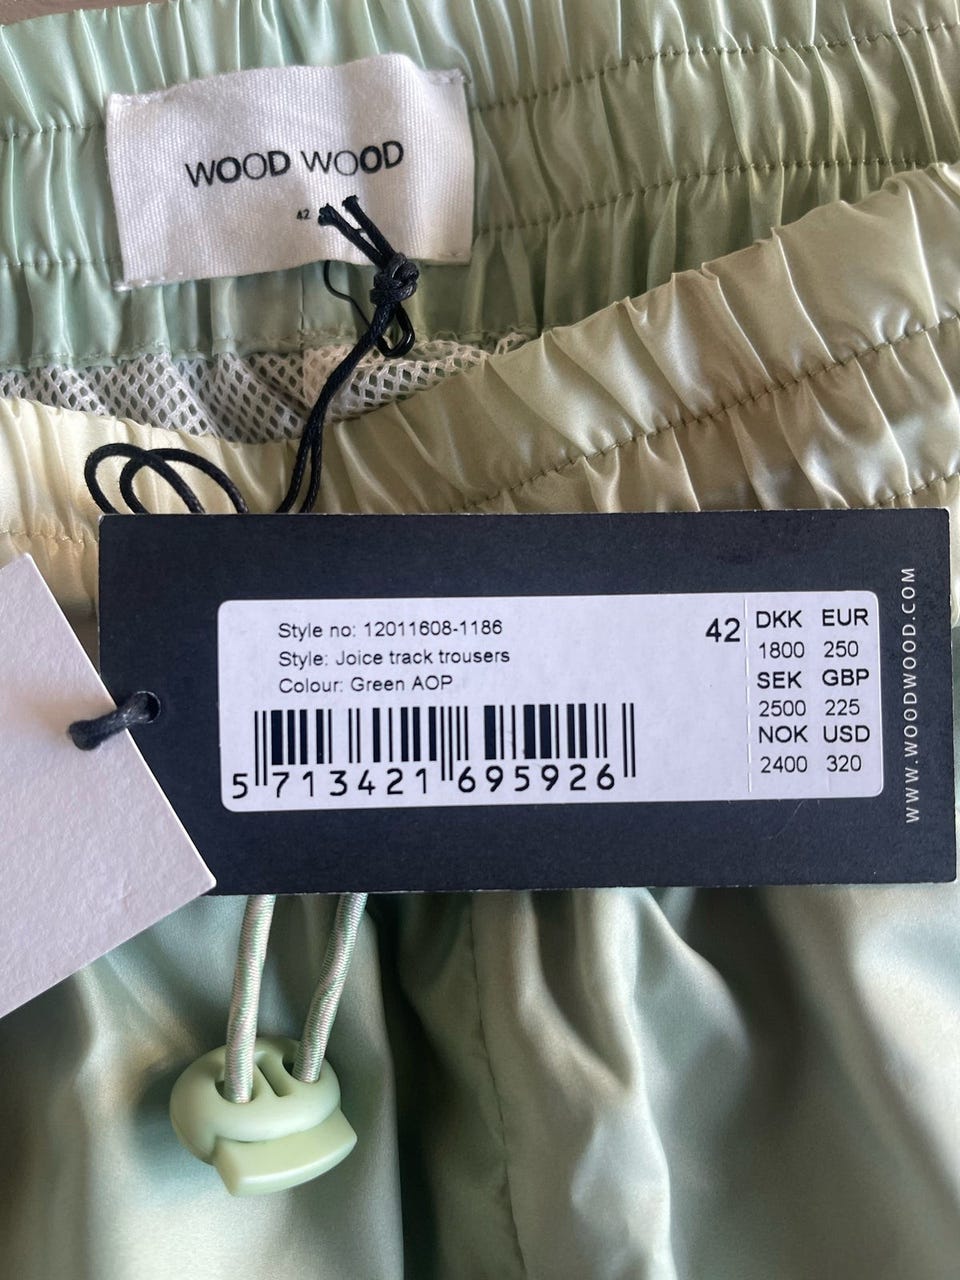 WOOD WOOD
42
Style no: 12011608-1186
Style: Joice track trousers
Colour: Green AOP
5 713421 695926
42
DKK EUR
1800 250
SEK GBP
2500 225
NOK USD
2400 320
WWW.WOODWOOD.COM